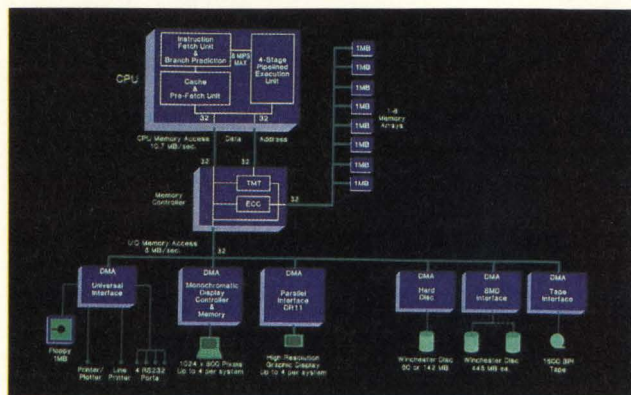 CPU
Instruction
Fetch Unit
&
Branch Prediction
8 MIPS
MAX
4-Stage
Pipelined
Execution
Unit
Cache
&
Pre-Fetch Unit
32
32
CPU Memory Access
10.7 MB/sec.
Data
Address
1MB
1MB
1MB
1MB
1MB
1MB
1MB
1-8
Memory
Arrays
32
32
Memory
Controller
TMT
ECC
32
I/O Memory Access
8 MB/sec.
32
DMA
Universal
Interface
DMA
Monochromatic
Display
Controller
&
Memory
DMA
Parallel
Interface
DR11
DMA
Hard
Disc
DMA
SMD
Interface
DMA
Tape
Interface
Floppy
1MB
Printer/
Plotter
Line
Printer
4 RS232
Ports
1024 x 800 Pixels
Up to 4 per system
High Resolution
Graphic Display
Up to 4 per system
Winchester Disc
Winchester Disc
ea.
1600 BPI
Tape